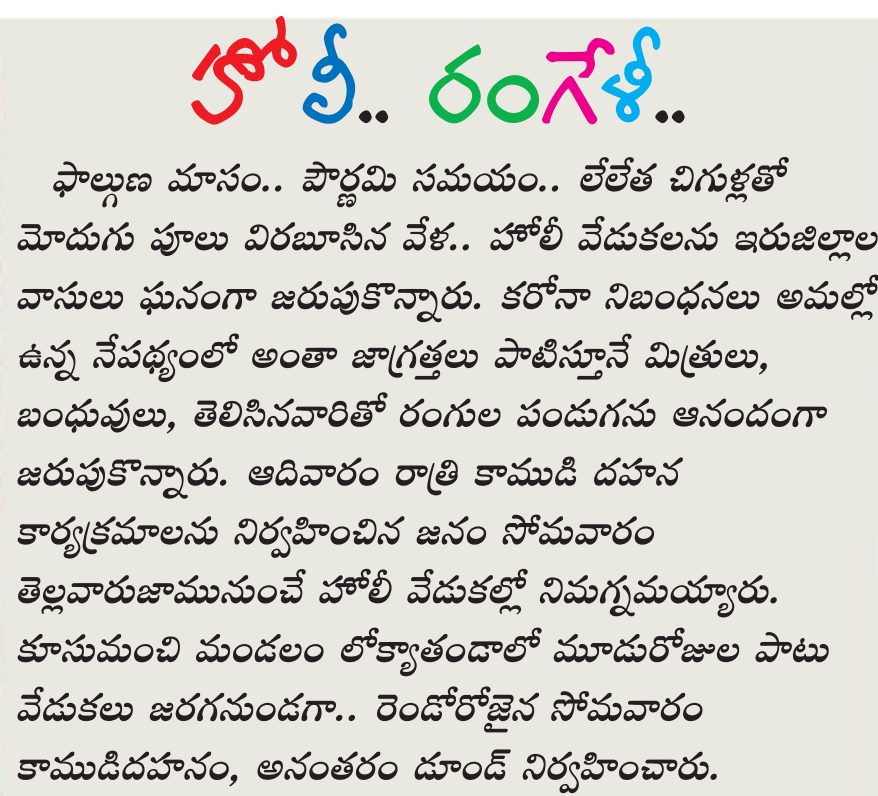 హోలీ.. రంగేళీ..
ఫాల్గుణ మాసం.. పౌర్ణమి సమయం.. లేలేత చిగుళ్లతో
మోదుగు పూలు విరబూసిన వేళ.. హోలీ వేడుకలను ఇరుజిల్లాల
వాసులు ఘనంగా జరుపుకొన్నారు. కరోనా నిబంధనలు అమల్లో
ఉన్న నేపథ్యంలో అంతా జాగ్రత్తలు పాటిస్తూనే మిత్రులు,
బంధువులు, తెలిసినవారితో రంగుల పండుగను ఆనందంగా
జరుపుకొన్నారు. ఆదివారం రాత్రి కాముడి దహన
కార్యక్రమాలను నిర్వహించిన జనం సోమవారం
తెల్లవారుజామునుంచే హోలీ వేడుకల్లో నిమగ్నమయ్యారు.
కూసుమంచి మండలం లోక్యాతండాలో మూడురోజుల పాటు
వేడుకలు జరగనుండగా.. రెండోరోజైన సోమవారం
కాముడిదహనం, అనంతరం డూండ్ నిర్వహించారు.